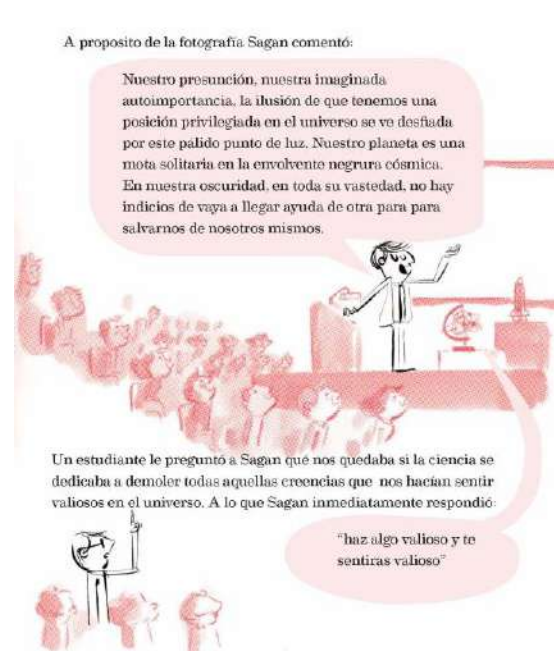 A proposito de la fotografía Sagan comentó:
Nuestro presunción, nuestra imaginada
autoimportancia, la ilusión de que tenemos una
posición privilegiada en el universo se ve desfiada
por este pálido punto de luz. Nuestro planeta es una
mota solitaria en la envolvente negrura cósmica.
En nuestra oscuridad, en toda su vastedad, no hay
indicios de vaya a llegar ayuda de otra para para
salvarnos de nosotros mismos.
Un estudiante le preguntó a Sagan qué nos quedaba si la ciencia se
dedicaba a demoler todas aquellas creencias que nos hacían sentir
valiosos en el universo. A lo que Sagan inmediatamente respondió:
"haz algo valioso y te
sentiras valioso"